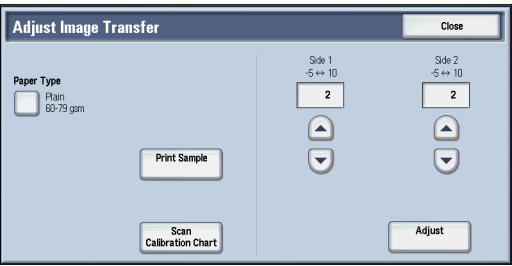 Adjust Image Transfer
Close
Paper Type
Plain
60-79 gsm
Side 1
-5 ↔ 10
2
Side 2
-5 ↔ 10
2
Print Sample
Scan
Calibration Chart
Adjust